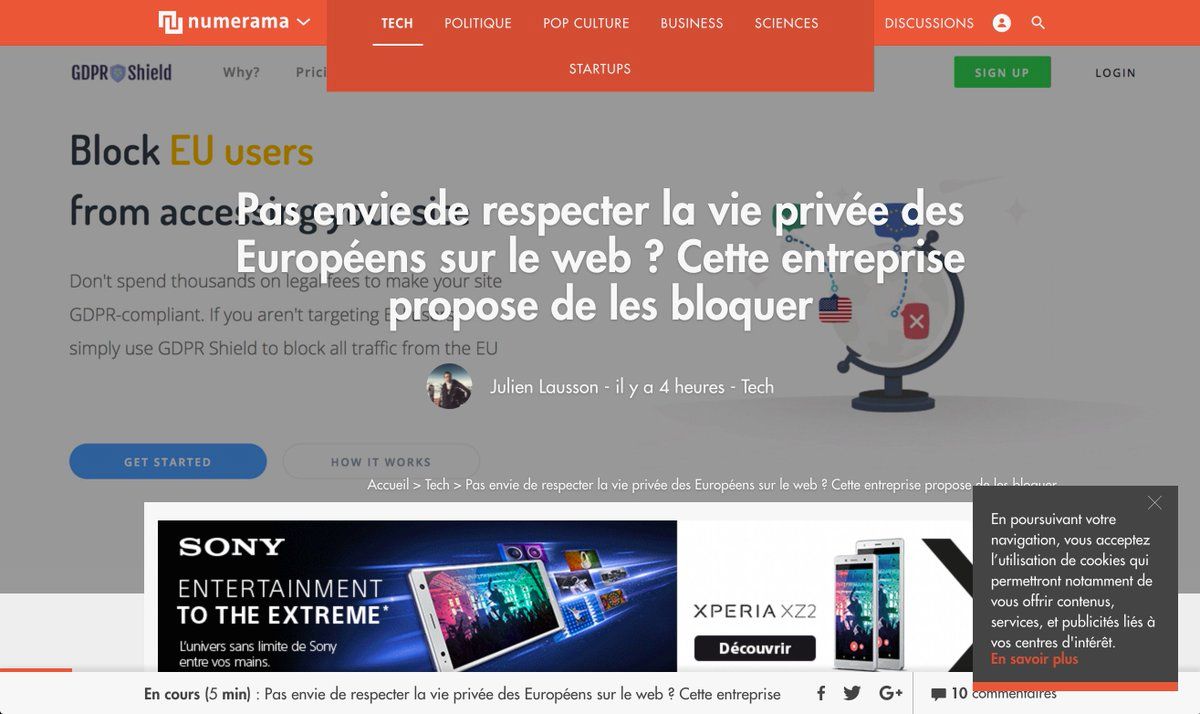 numerama
TECH
POLITIQUE
POP CULTURE
BUSINESS
SCIENCES
STARTUPS
DISCUSSIONS
GDPR Shield
Why?
SIGN UP
LOGIN
Block EU users
from accessing your site
Pas envie de respecter la vie privée des
Européens sur le web ? Cette entreprise
propose de les bloquer
Don't spend thousands on legal fees to make your site
GDPR-compliant. If you aren't targeting EU users
simply use GDPR Shield to block all traffic from the EU
Julien Lausson - il y a 4 heures - Tech
GET STARTED
HOW IT WORKS
Accueil > Tech > Pas envie de respecter la vie privée des Européens sur le web ? Cette entreprise propose de les bloquer
SONY
ENTERTAINMENT
TO THE EXTREME*
L'univers sans limite de Sony
entre vos mains.
XPERIA XZ2
Découvrir
En poursuivant votre
navigation, vous acceptez
l'utilisation de cookies qui
permettront notamment de
vous offrir contenus,
services, et publicités liés à
vos centres d'intérêt.
En savoir plus
En cours (5 min) : Pas envie de respecter la vie privée des Européens sur le web ? Cette entreprise
G+
10 commentaires